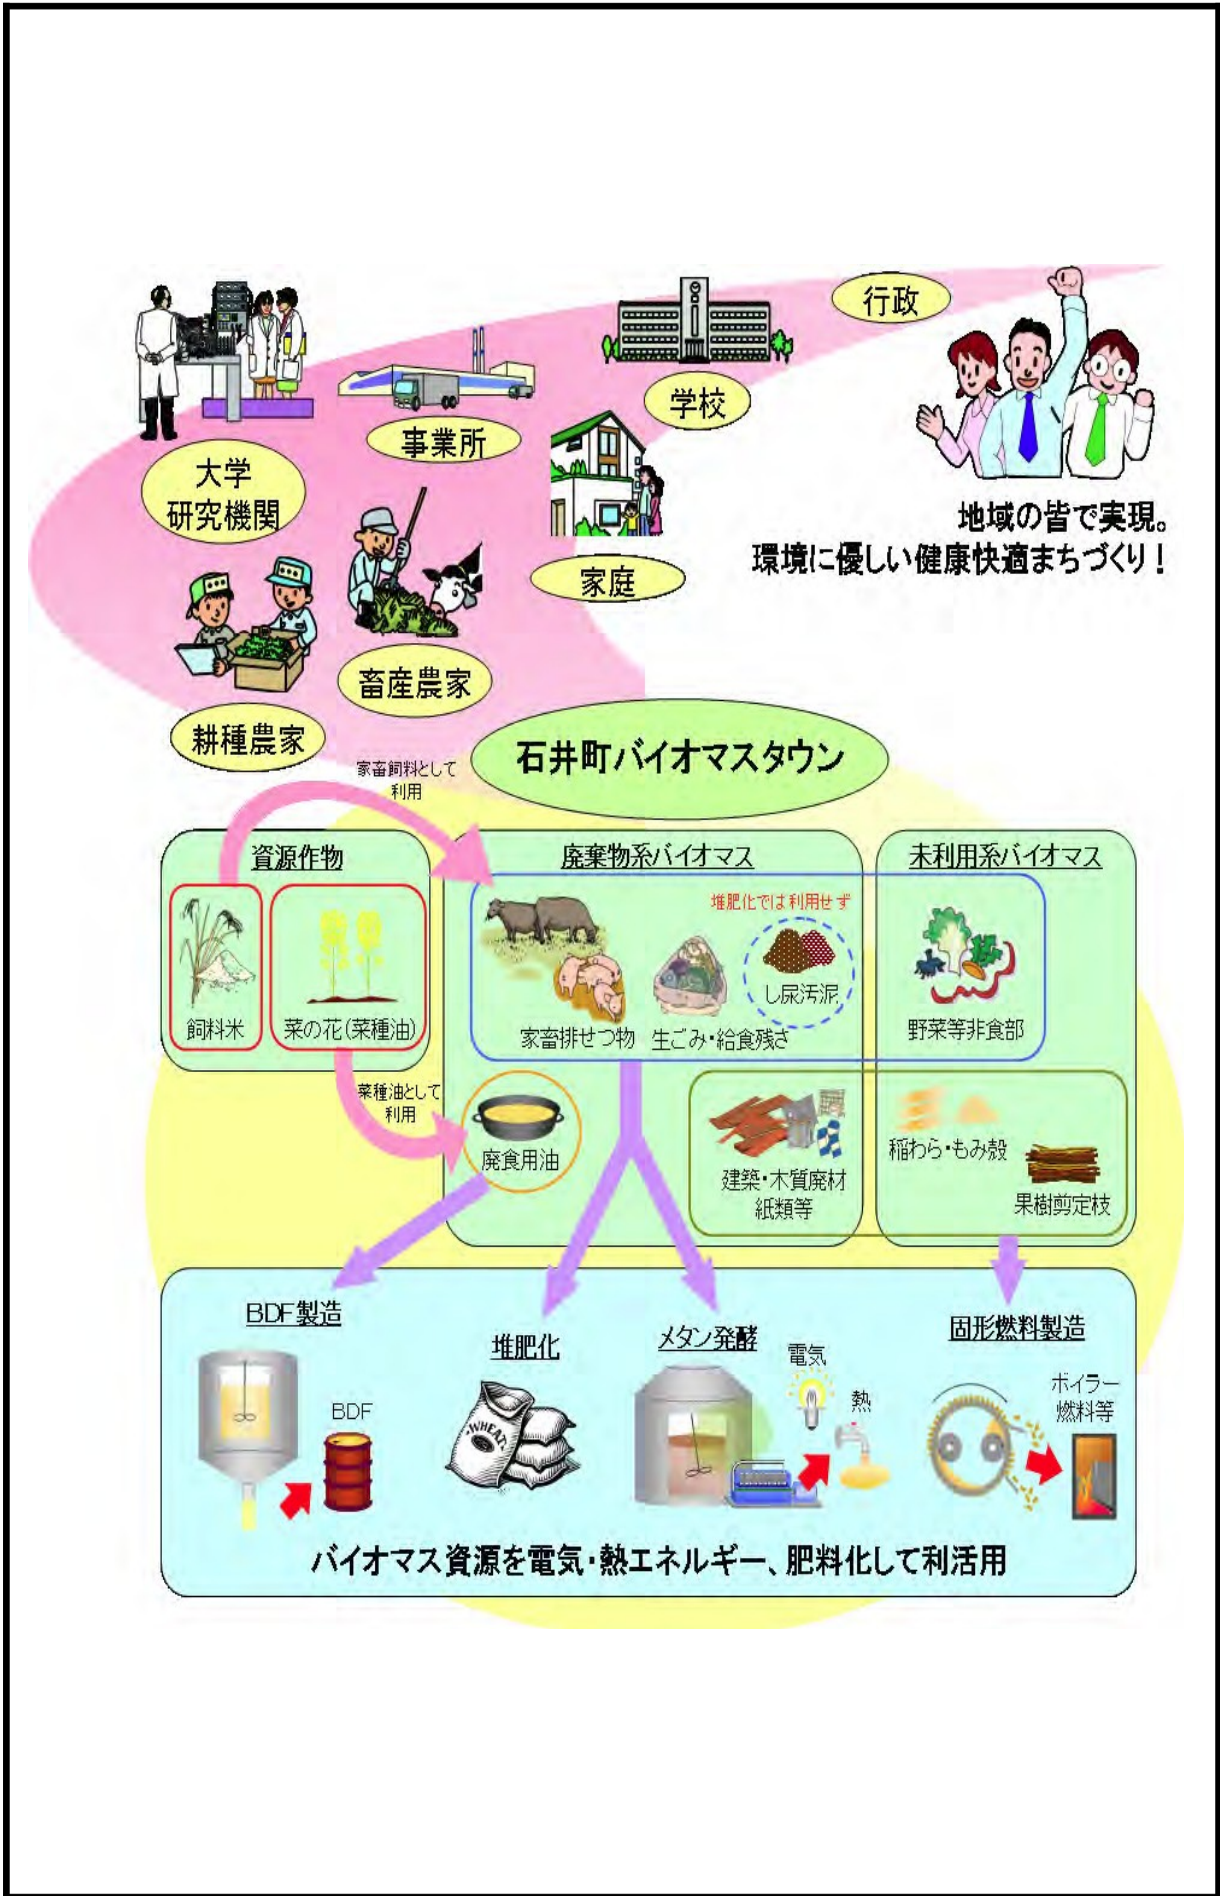 行政
学校
事業所
大学
研究機関
地域の皆で実現。
環境に優しい健康快適まちづくり！
家庭
畜産農家
耕種農家
石井町バイオマスタウン
家畜飼料として
利用
資源作物
廃棄物系バイオマス
未利用系バイオマス
堆肥化では利用せず
し尿汚泥
飼料米
菜の花(菜種油)
家畜排せつ物
生ごみ・給食残さ
野菜等非食部
菜種油として
利用
廃食用油
建築・木質廃材
紙類等
稲わら・もみ殻
果樹剪定枝
BDF製造
堆肥化
メタン発酵
固形燃料製造
電気
熱
ボイラー
燃料等
BDF
WHEAT
バイオマス資源を電気・熱エネルギー、肥料化して利活用